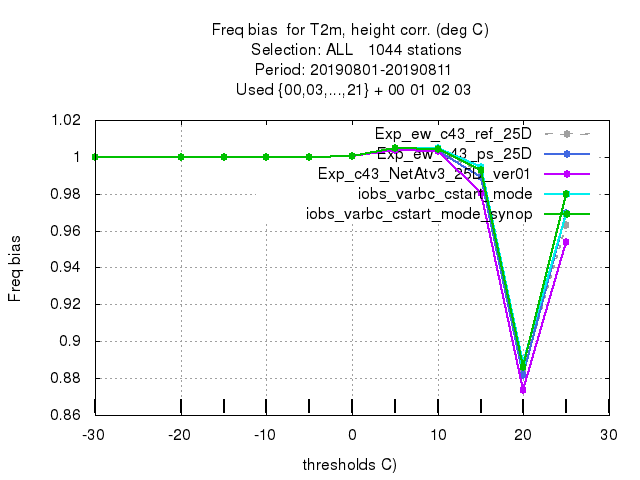 Freq bias  for T2m, height corr. (deg C)
Selection: ALL   1044 stations
Period: 20190801-20190811
Used {00,03,...,21} + 00 01 02 03
Exp_ew_c43_ref_25D
Exp_ew_c43_ps_25D
Exp_c43_NetAtv3_25D_ver01
iobs_varbc_cstart_mode
iobs_varbc_cstart_mode_synop
1.02
1
0.98
0.96
0.94
0.92
0.9
0.88
0.86
Freq bias
-30
-20
-10
0
10
20
30
thresholds C)